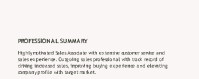 PROFESSIONAL SUMMARY
Highly motivated Sales Associate with extensive customer service and
sales experience. Outgoing sales professional with track record of
driving increased sales, improving buying experience and elevating
company profile with target market.